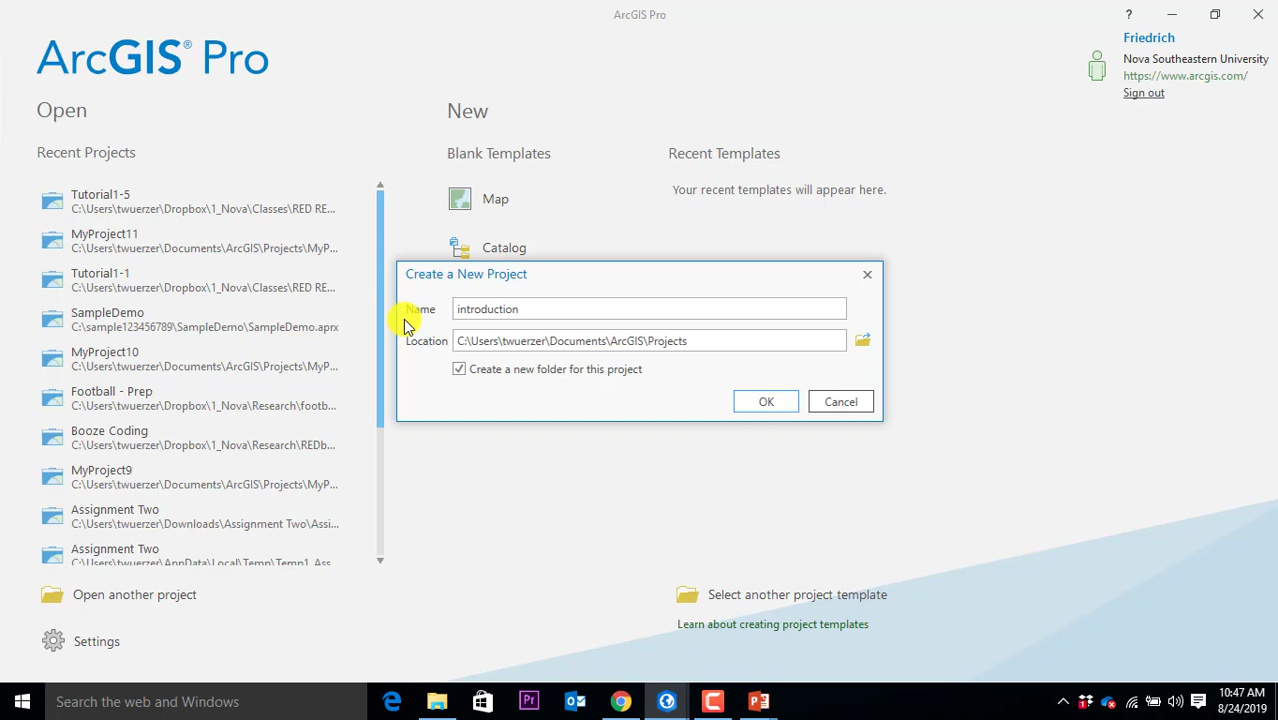 ArcGIS Pro
?
ArcGIS® Pro
Friedrich
Nova Southeastern University
https://www.arcgis.com/
Sign out
Open
Recent Projects
Tutorial1-5
C:\Users\twuerzer\Dropbox\1_Nova\Classes\RED RE...
MyProject11
C:\Users\twuerzer\Documents\ArcGIS\Projects\MyP...
Tutorial1-1
C:\Users\twuerzer\Dropbox\1_Nova\Classes\RED RE...
SampleDemo
C:\sample123456789\SampleDemo\SampleDemo.aprx
MyProject10
C:\Users\twuerzer\Documents\ArcGIS\Projects\MyP...
Football - Prep
C:\Users\twuerzer\Dropbox\1_Nova\Research\footb...
Booze Coding
C:\Users\twuerzer\Dropbox\1_Nova\Research\REDb...
MyProject9
C:\Users\twuerzer\Documents\ArcGIS\Projects\MyP...
Assignment Two
C:\Users\twuerzer\Downloads\Assignment Two\Assi...
Assignment Two
C:\Users\twuerzer\AppData\Local\Temp\Temp1_Ass...
Open another project
Settings
New
Blank Templates
Map
Catalog
Recent Templates
Your recent templates will appear here.
Create a New Project
Name introduction
Location C:\Users\twuerzer\Documents\ArcGIS\Projects
Create a new folder for this project
OK Cancel
Select another project template
Learn about creating project templates
Search the web and Windows
Pr
10:47 AM
8/24/2019